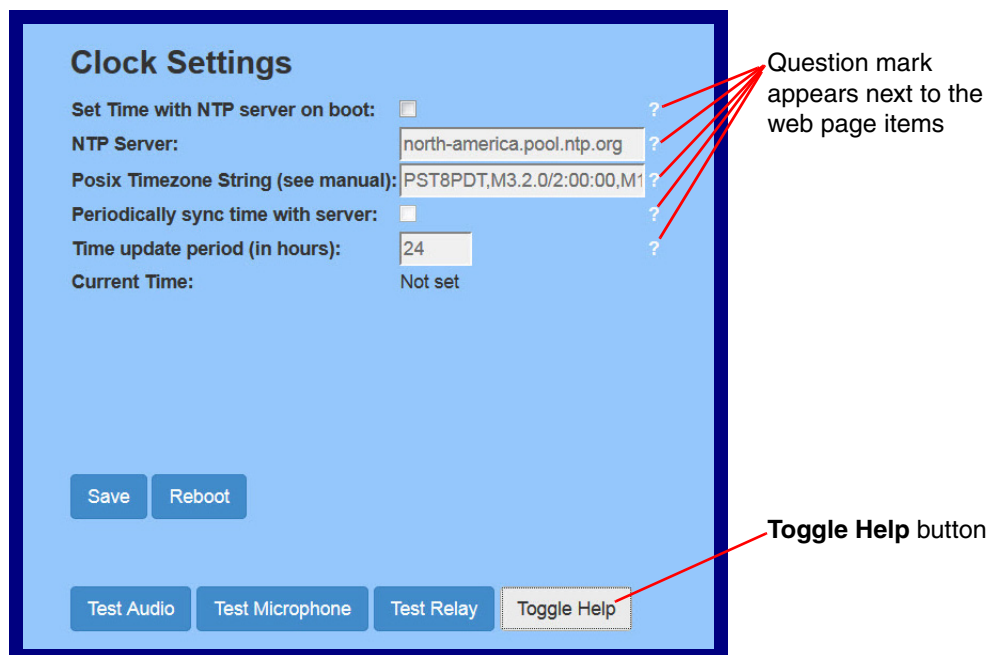 Clock Settings
Set Time with NTP server on boot: ?
NTP Server: north-america.pool.ntp.org ?
Posix Timezone String (see manual): PST8PDT,M3.2.0/2:00:00,M1 ?
Periodically sync time with server: ?
Time update period (in hours): 24 ?
Current Time: Not set
Save Reboot
Test Audio Test Microphone Test Relay Toggle Help
Question mark
appears next to the
web page items
Toggle Help button